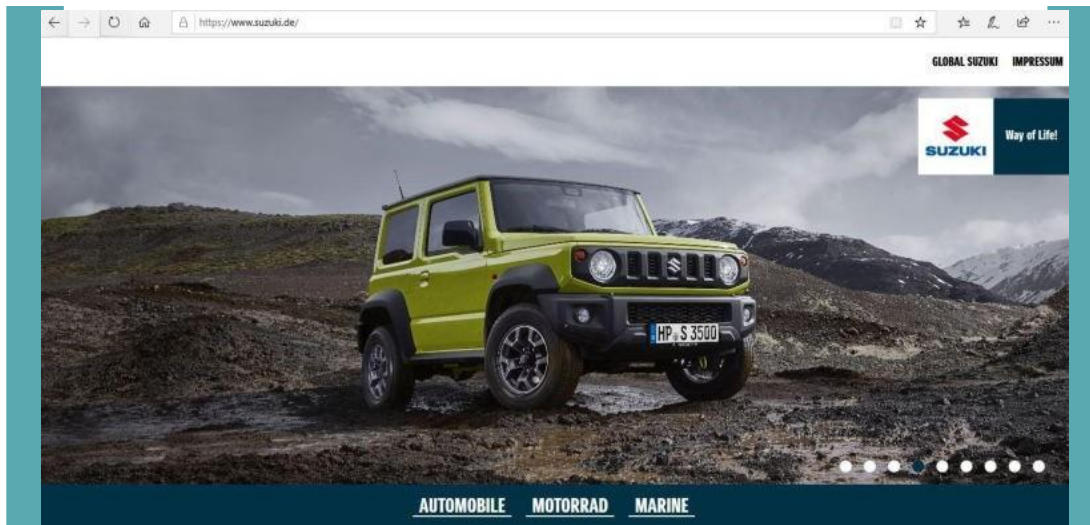 https://www.suzuki.de/
GLOBAL SUZUKI IMPRESSUM
SUZUKI
Way of Life!
HP S 3500
AUTOMOBILE MOTORRAD MARINE